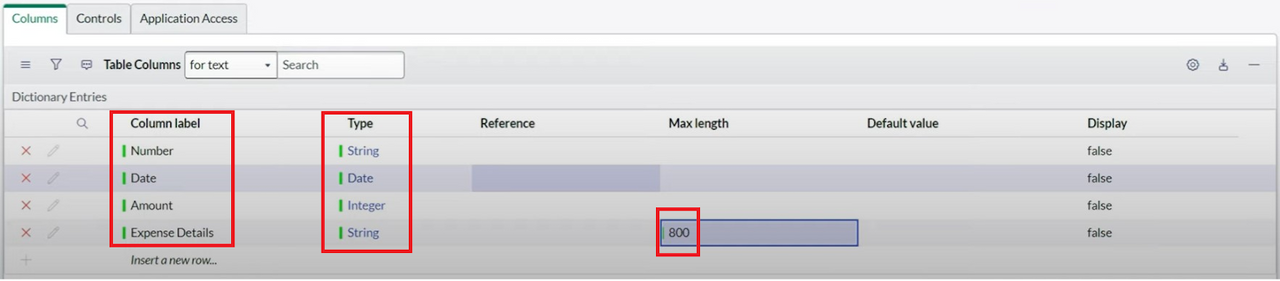 Columns Controls Application Access
Table Columns for text Search
Dictionary Entries
Column label Type Reference Max length Default value Display
Number String false
Date Date false
Amount Integer false
Expense Details String 800 false
Insert a new row...